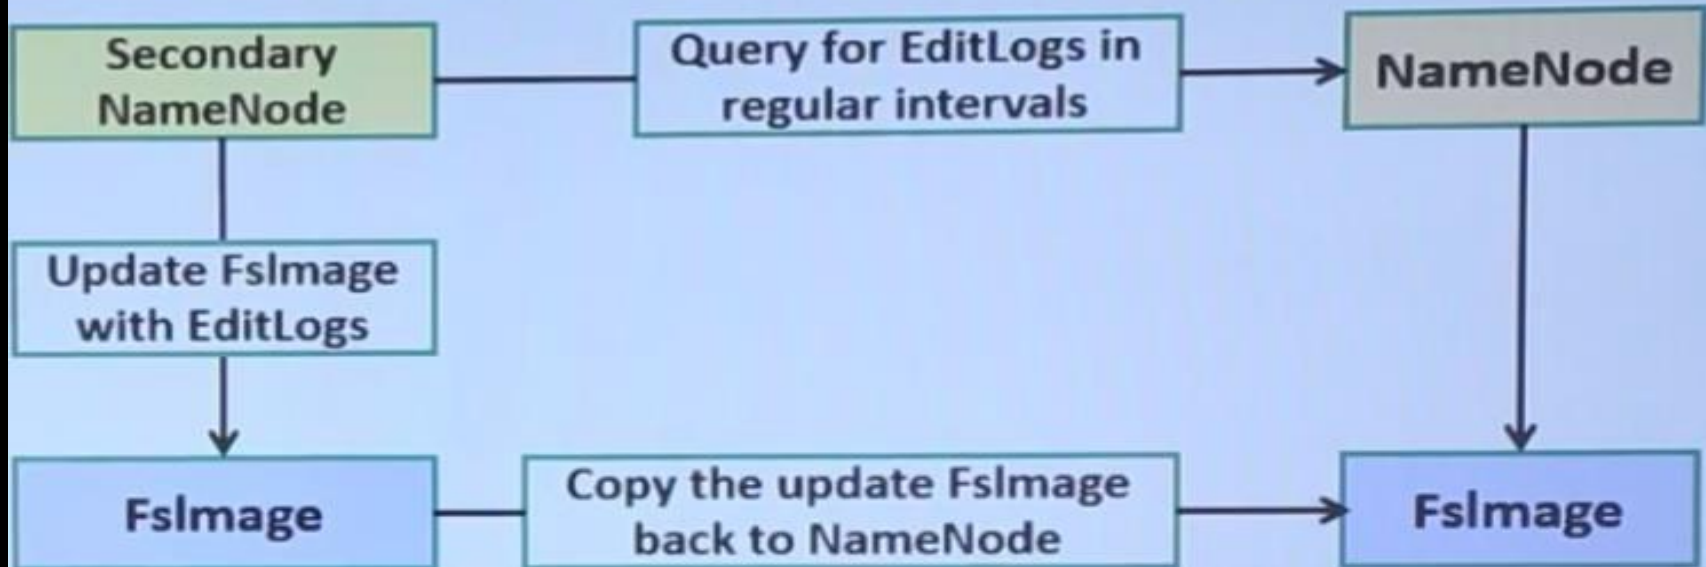 Secondary
NameNode
Query for EditLogs in
regular intervals
NameNode
Update FsImage
with EditLogs
FsImage
Copy the update FsImage
back to NameNode
FsImage